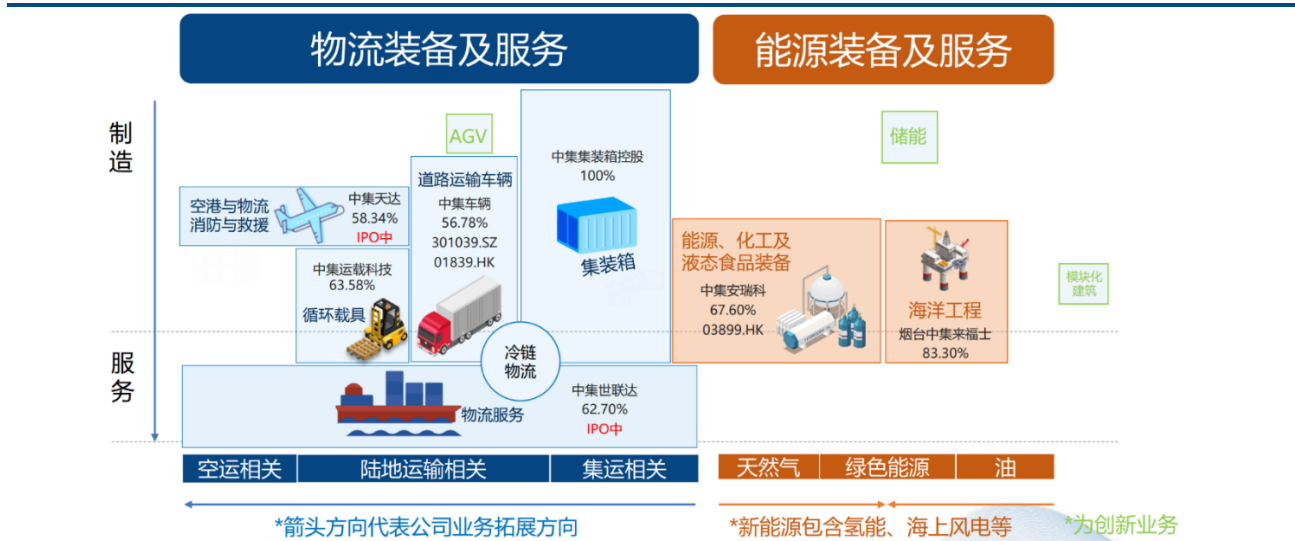 物流装备及服务
能源装备及服务
制
造
服
务
AGV
储能
中集集装箱控股
100%
集装箱
道路运输车辆
中集车辆
56.78%
301039.SZ
01839.HK
空港与物流
消防与救援
中集天达
58.34%
IPO中
中集运载科技
63.58%
循环载具
能源、化工及
液态食品装备
中集安瑞科
67.60%
03899.HK
海洋工程
烟台中集来福士
83.30%
模块化
建筑
冷链
物流
物流服务
中集世联达
62.70%
IPO中
空运相关
陆地运输相关
集运相关
天然气
绿色能源
油
*箭头方向代表公司业务拓展方向
*新能源包含氢能、海上风电等
*为创新业务